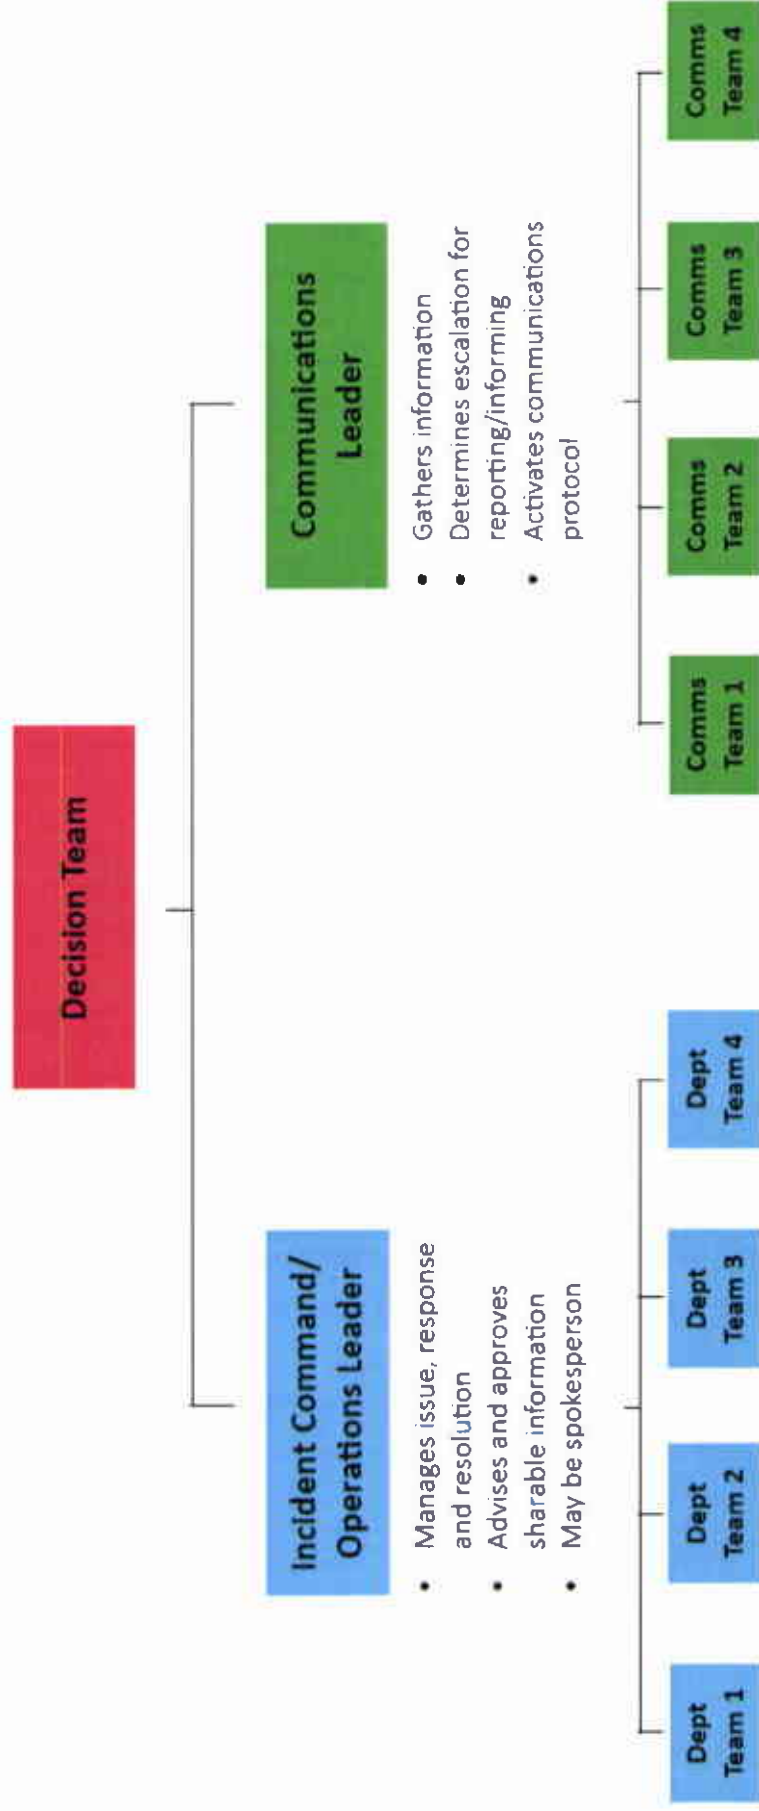 Decision Team
Incident Command/
Operations Leader
• Manages issue, response
and resolution
• Advises and approves
sharable information
• May be spokesperson
Communications
Leader
• Gathers information
• Determines escalation for
reporting/informing
• Activates communications
protocol
Dept
Team 1
Dept
Team 2
Dept
Team 3
Dept
Team 4
Comms
Team 1
Comms
Team 2
Comms
Team 3
Comms
Team 4